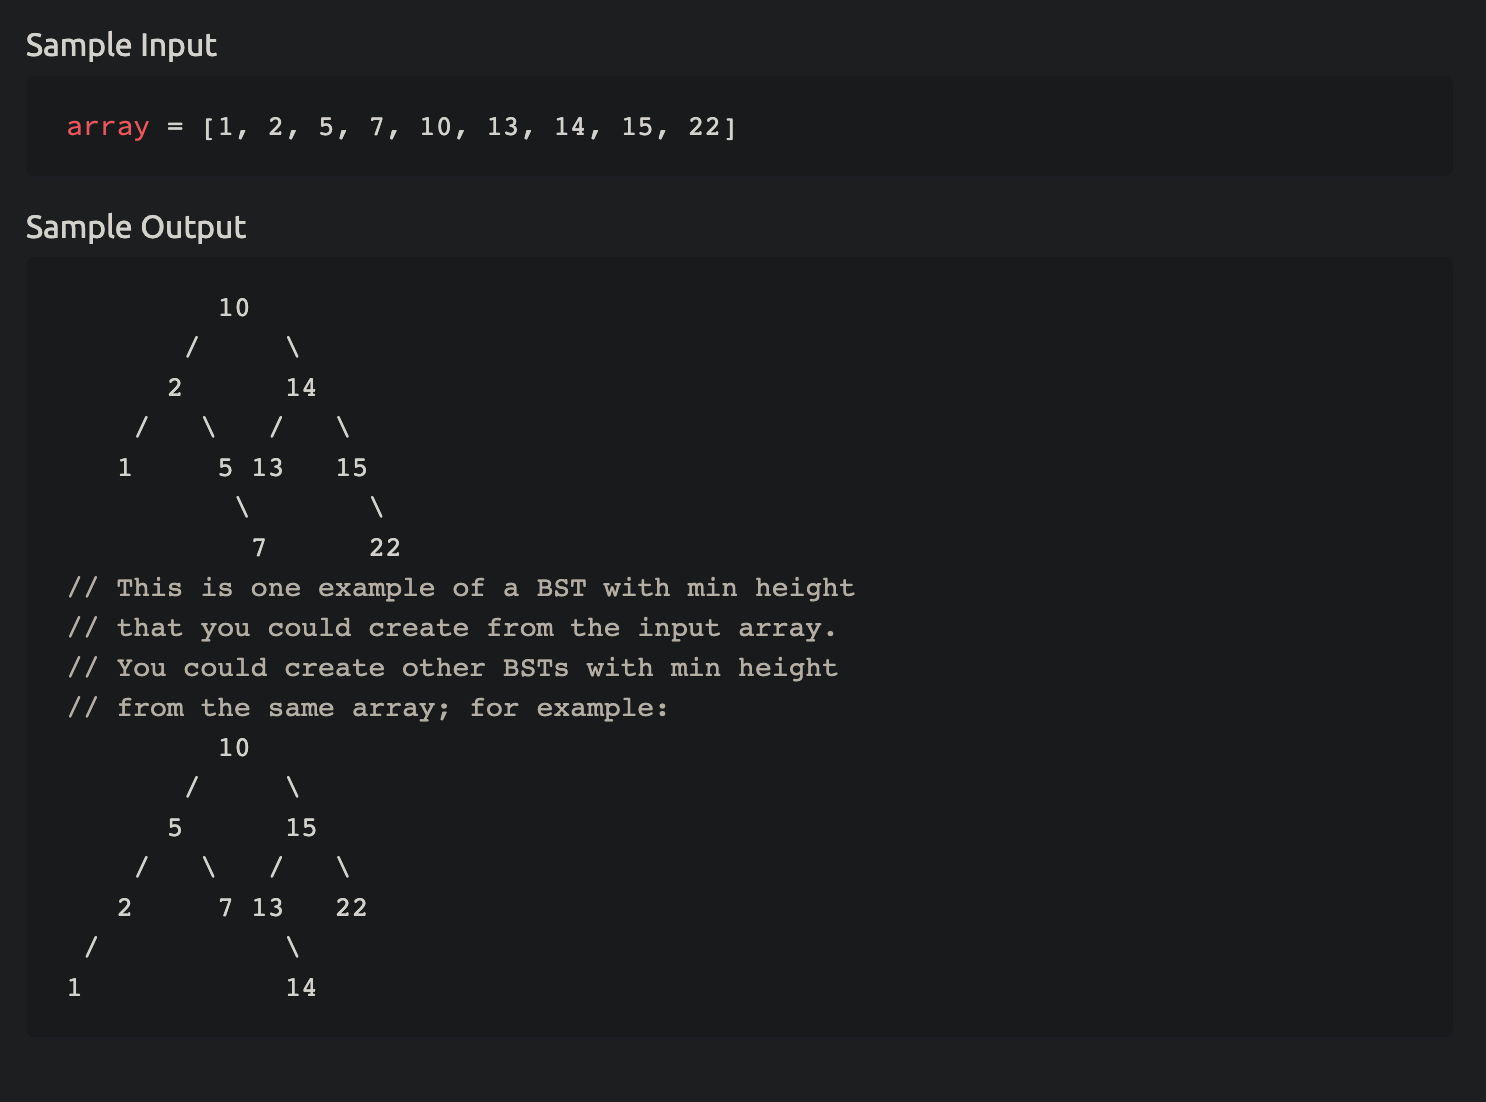 Sample Input
array = [1, 2, 5, 7, 10, 13, 14, 15, 22]
Sample Output
         10
       /     \
      2      14
    /   \   /   \
   1     5 13   15
          \       \
           7      22
// This is one example of a BST with min height
// that you could create from the input array.
// You could create other BSTs with min height
// from the same array; for example:
         10
       /     \
      5      15
    /   \   /   \
   2     7 13   22
 /           \
1            14